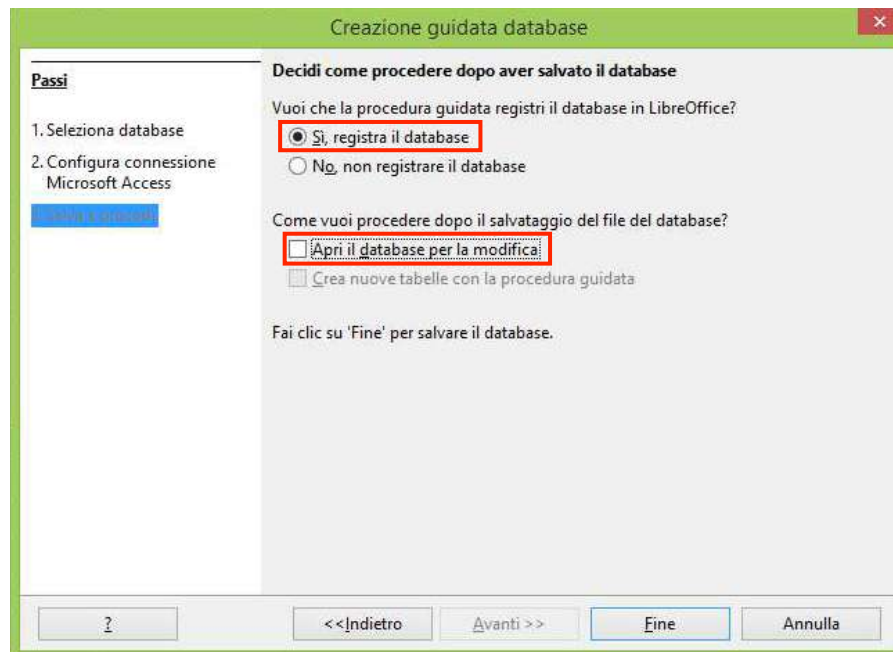 Creazione guidata database
Passi
1. Seleziona database
2. Configura connessione
Microsoft Access
Decidi come procedere dopo aver salvato il database
Vuoi che la procedura guidata registri il database in LibreOffice?
Sì, registra il database
No, non registrare il database
Come vuoi procedere dopo il salvataggio del file del database?
Apri il database per la modifica
Crea nuove tabelle con la procedura guidata
Fai clic su 'Fine' per salvare il database.
?
<<Indietro
Avanti >>
Fine
Annulla